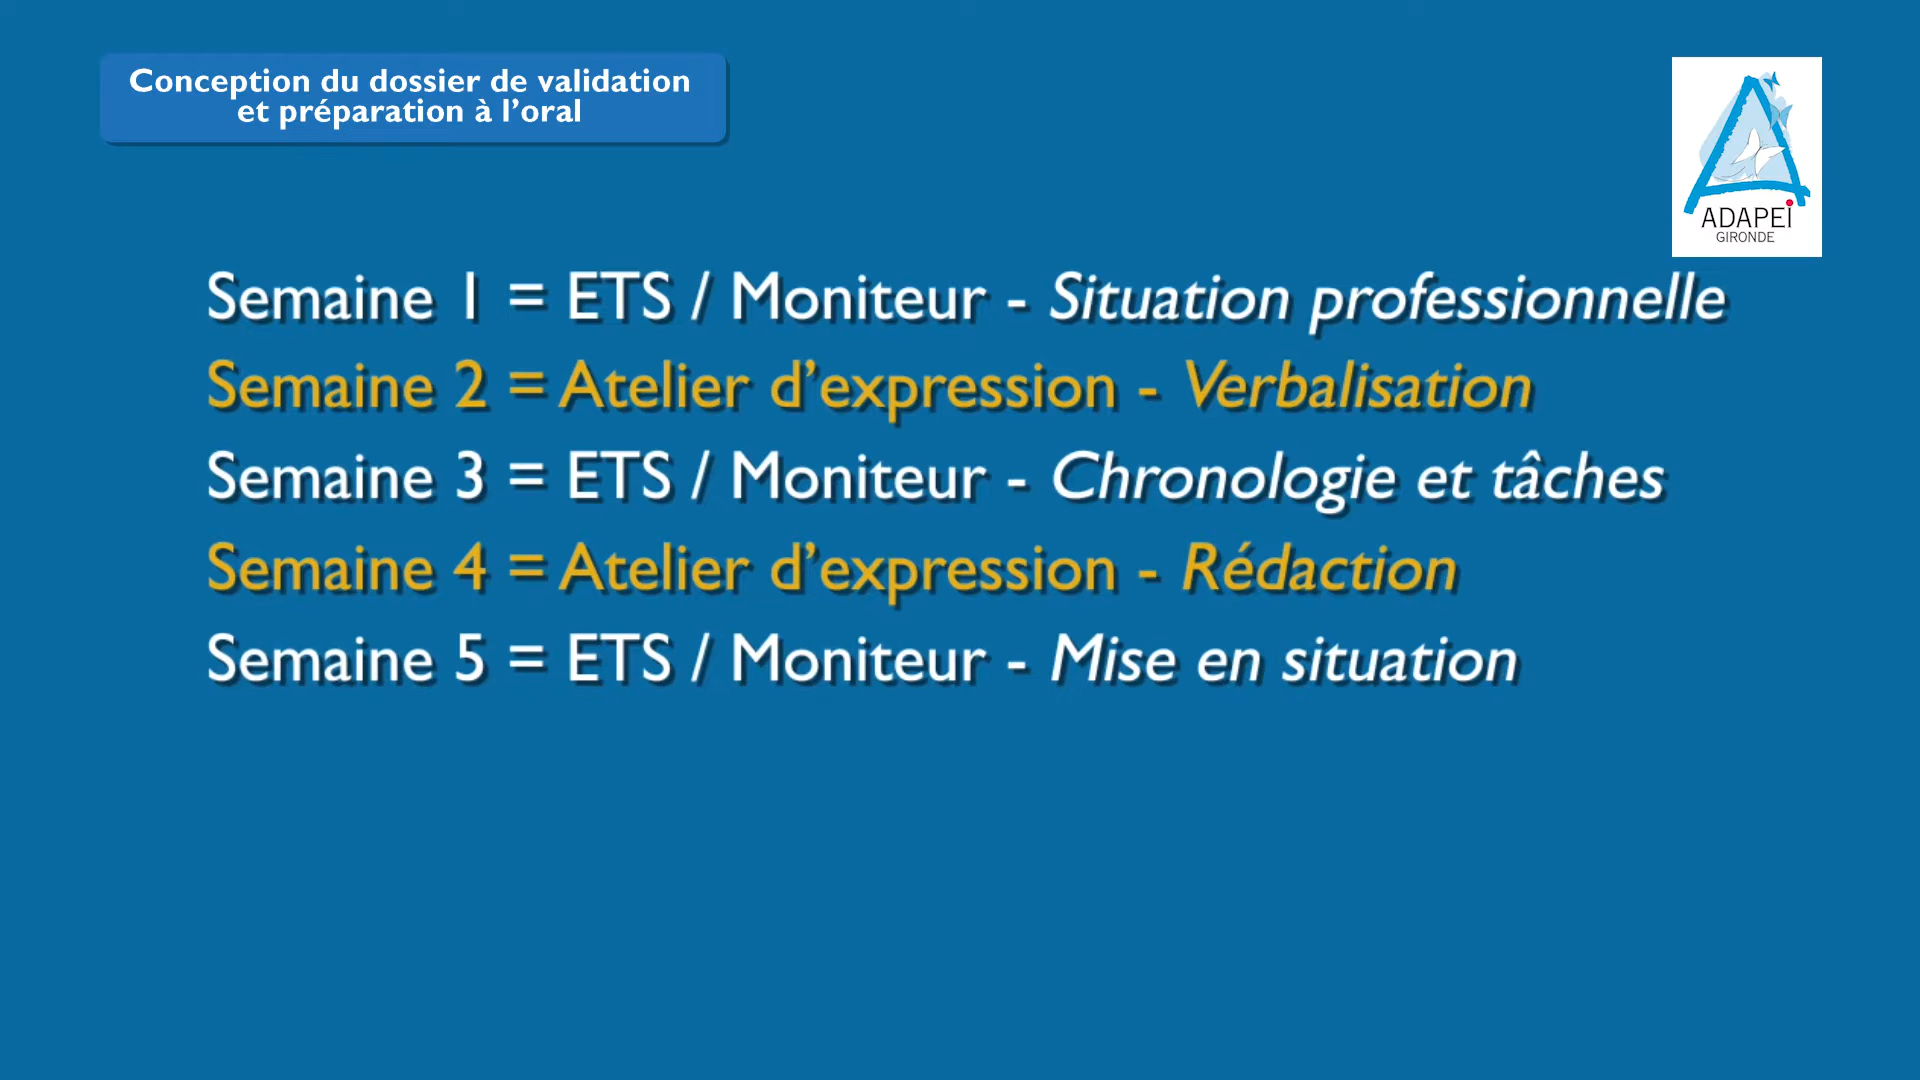 Conception du dossier de validation
et préparation à l’oral
ADAPEI
GIRONDE
Semaine 1 = ETS / Moniteur - Situation professionnelle
Semaine 2 = Atelier d’expression - Verbalisation
Semaine 3 = ETS / Moniteur - Chronologie et tâches
Semaine 4 = Atelier d’expression - Rédaction
Semaine 5 = ETS / Moniteur - Mise en situation